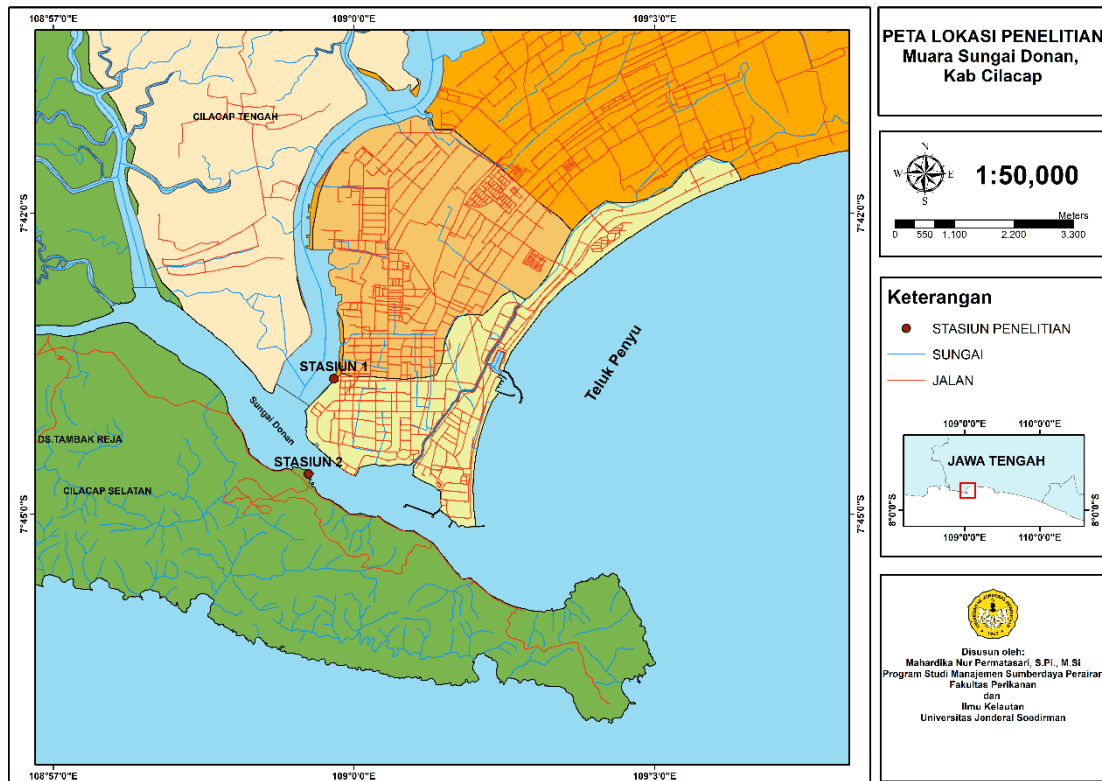 108°57'0"E
109°0'0"E
109°3'0"E
7°42'0"S
7°45'0"S
CILACAP TENGAH
STASIUN 1
Sungai Donan
DS.TAMBAK REJA
STASIUN 2
CILACAP SELATAN
Teluk Penyu
7°42'0"S
7°45'0"S
108°57'0"E
109°0'0"E
109°3'0"E
PETA LOKASI PENELITIAN
Muara Sungai Donan,
Kab Cilacap
N
W E
S
1:50,000
Meters
0 550 1.100 2.200 3.300
Keterangan
STASIUN PENELITIAN
SUNGAI
JALAN
109°0'0"E 110°0'0"E
JAWA TENGAH
8°0'0"S
8°0'0"S
109°0'0"E 110°0'0"E
Disusun oleh:
Mahardika Nur Permatasari, S.Pi., M.Si
Program Studi Manajemen Sumberdaya Perairan
Fakultas Perikanan
dan
Ilmu Kelautan
Universitas Jenderal Soedirman